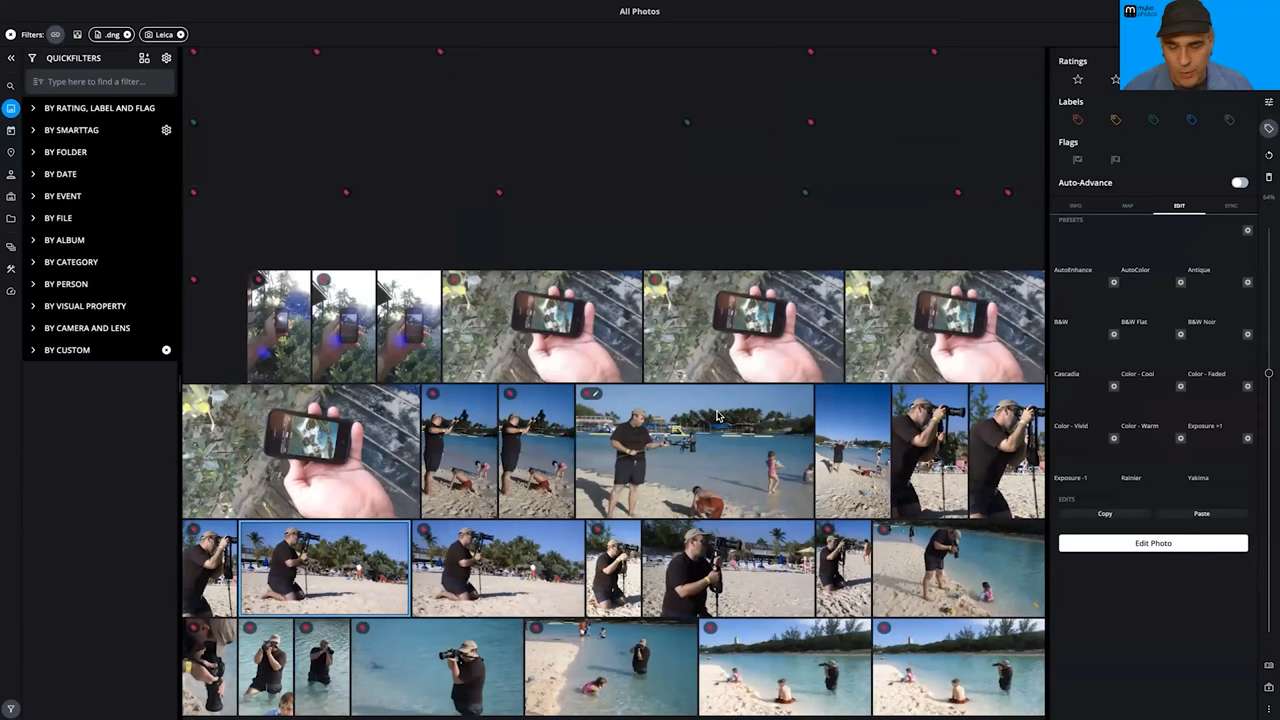 All Photos
mylio photos
Filters: .dng Leica
QUICKFILTERS
Type here to find a filter...
BY RATING, LABEL AND FLAG
BY SMARTTAG
BY FOLDER
BY DATE
BY EVENT
BY FILE
BY ALBUM
BY CATEGORY
BY PERSON
BY VISUAL PROPERTY
BY CAMERA AND LENS
BY CUSTOM
Ratings
Labels
Flags
Auto-Advance
64%
INFO MAP EDIT SYNC
PRESETS
AutoEnhance AutoColor Antique
B&W B&W Flat B&W Noir
Cascadia Color - Cool Color - Faded
Color - Vivid Color - Warm Exposure +1
Exposure -1 Rainier Yakima
EDITS
Copy Paste
Edit Photo